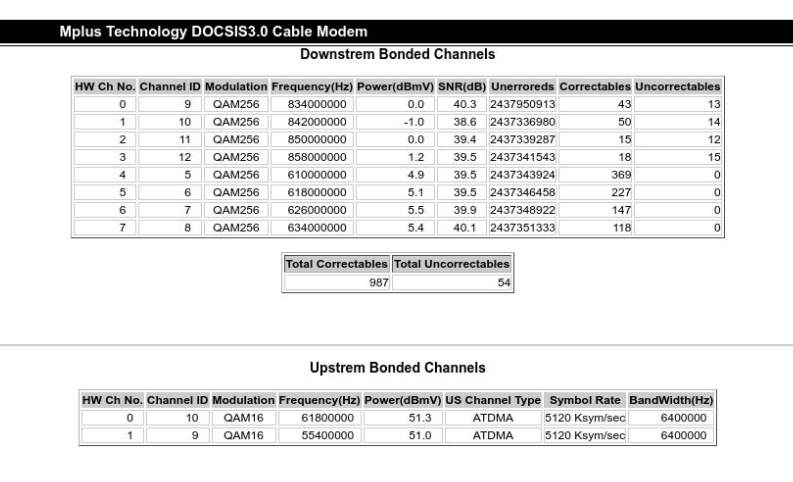 Mplus Technology DOCSIS3.0 Cable Modem
Downstrem Bonded Channels
HW Ch No. Channel ID Modulation Frequency(Hz) Power(dBmV) SNR(dB) Unerroreds Correctables Uncorrectables
0 9 QAM256 834000000 0.0 40.3 2437950913 43 13
1 10 QAM256 842000000 -1.0 38.6 2437336980 50 14
2 11 QAM256 850000000 0.0 39.4 2437339287 15 12
3 12 QAM256 858000000 1.2 39.5 2437341543 18 15
4 5 QAM256 610000000 4.9 39.5 2437343924 369 0
5 6 QAM256 618000000 5.1 39.5 2437346458 227 0
6 7 QAM256 626000000 5.5 39.9 2437348922 147 0
7 8 QAM256 634000000 5.4 40.1 2437351333 118 0
Total Correctables Total Uncorrectables
987 54
Upstrem Bonded Channels
HW Ch No. Channel ID Modulation Frequency(Hz) Power(dBmV) US Channel Type Symbol Rate BandWidth(Hz)
0 10 QAM16 61800000 51.3 ATDMA 5120 Ksym/sec 6400000
1 9 QAM16 55400000 51.0 ATDMA 5120 Ksym/sec 6400000